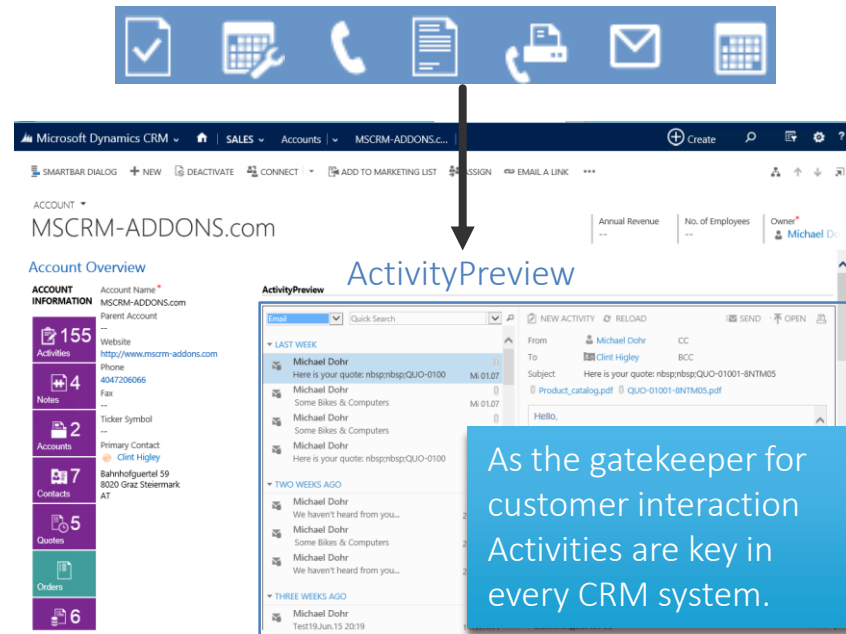 Microsoft Dynamics CRM SALES Accounts MSCRM-ADDONS.c... Create ?
SMARTBAR DIALOG NEW DEACTIVATE CONNECT ADD TO MARKETING LIST ASSIGN EMAIL A LINK •••
ACCOUNT
MSCRM-ADDONS.com
Annual Revenue
--
No. of Employees
--
Owner*
Michael Do
Account Overview
ActivityPreview
ACCOUNT INFORMATION
155
Activities
4
Notes
2
Accounts
7
Contacts
5
Quotes
Orders
6
Account Name *
MSCRM-ADDONS.com
Parent Account
--
Website
http://www.mscrm-addons.com
Phone
4047206066
Fax
--
Ticker Symbol
--
Primary Contact
Clint Higley
Bahnhofguertel 59
8020 Graz Steiermark
AT
ActivityPreview
Email Quick Search
LAST WEEK
Michael Dohr
Here is your quote: nbsp;nbsp;QUO-0100 Mi 01.07
Michael Dohr
Some Bikes & Computers Mi 01.07
Michael Dohr
Some Bikes & Computers
Michael Dohr
Here is your quote: nbsp;nbsp;QUO-0100
TWO WEEKS AGO
Michael Dohr
We haven't heard from you... 2
Michael Dohr
Some Bikes & Computers 2
Michael Dohr
We haven't heard from you... 2
THREE WEEKS AGO
Michael Dohr
Test19.Jun.15 20:19
NEW ACTIVITY RELOAD SEND OPEN
From Michael Dohr CC
To Clint Higley BCC
Subject Here is your quote: nbsp;nbsp;QUO-01001-8NTM05
Product_catalog.pdf QUO-01001-8NTM05.pdf
Hello,
As the gatekeeper for
customer interaction
Activities are key in
every CRM system.